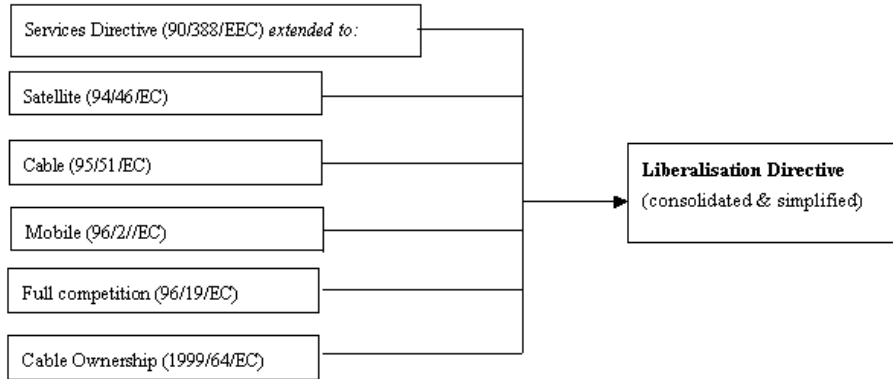 Services Directive (90/388/EEC) extended to:
Satellite (94/46/EC)
Cable (95/51/EC)
Mobile (96/2//EC)
Full competition (96/19/EC)
Cable Ownership (1999/64/EC)
Liberalisation Directive
(consolidated & simplified)